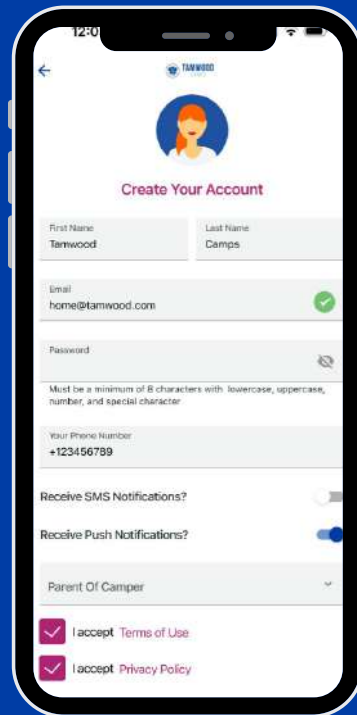 12:0
TAMWOOD
CAMPS
Create Your Account
First Name
Tamwood
Last Name
Camps
Email
home@tamwood.com
Password
Must be a minimum of 8 characters with lowercase, uppercase,
number, and special character
Your Phone Number
+123456789
Receive SMS Notifications?
Receive Push Notifications?
Parent Of Camper
I accept Terms of Use
I accept Privacy Policy